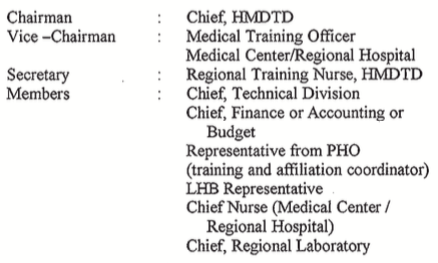 Chairman : Chief, HMDTD
Vice –Chairman : Medical Training Officer
Medical Center/Regional Hospital
Secretary : Regional Training Nurse, HMDTD
Members : Chief, Technical Division
Chief, Finance or Accounting or
Budget
Representative from PHO
(training and affiliation coordinator)
LHB Representative
Chief Nurse (Medical Center /
Regional Hospital)
Chief, Regional Laboratory